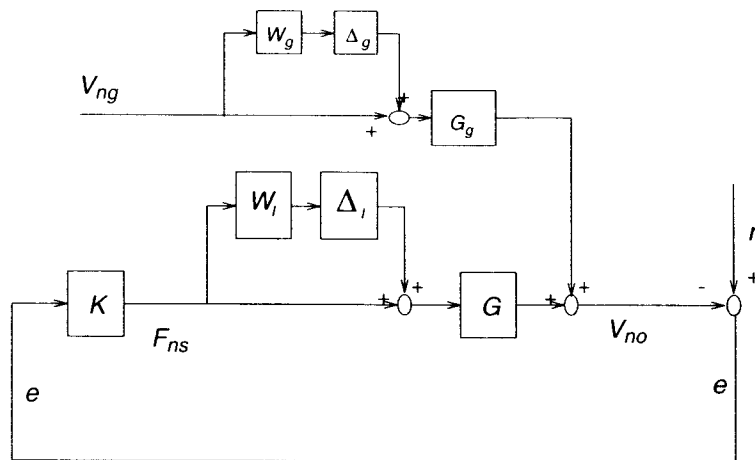 W_g
Δ_g
V_ng
+
+
G_g
W_I
Δ_I
r
+
+
-
+
K
+
+
G
F_ns
V_no
e
e